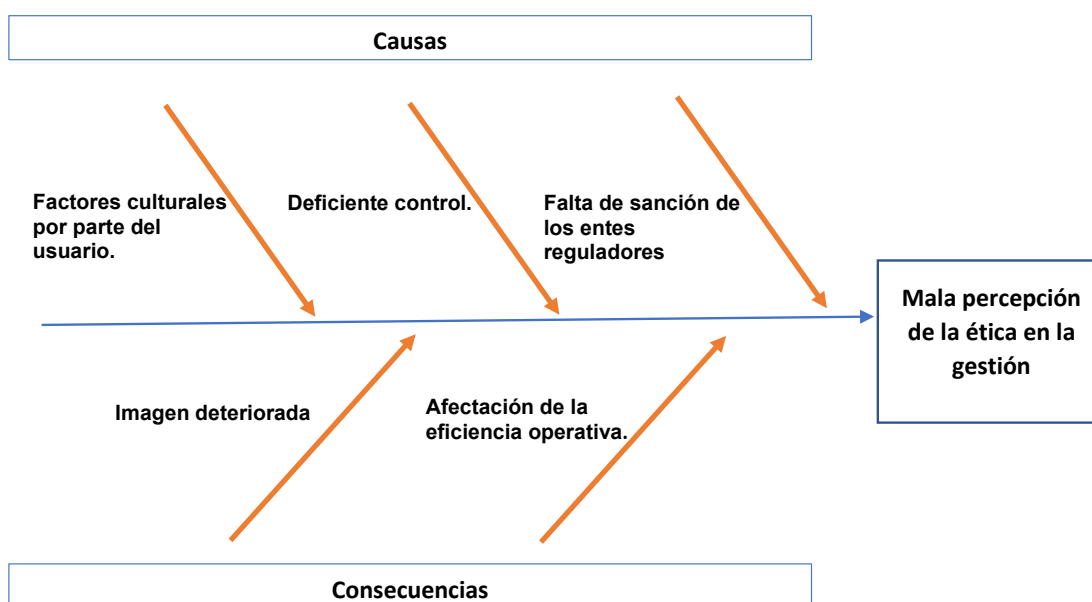 Causas
Factores culturales
por parte del
usuario.
Deficiente control.
Falta de sanción de
los entes
reguladores
Mala percepción
de la ética en la
gestión
Imagen deteriorada
Afectación de la
eficiencia operativa.
Consecuencias